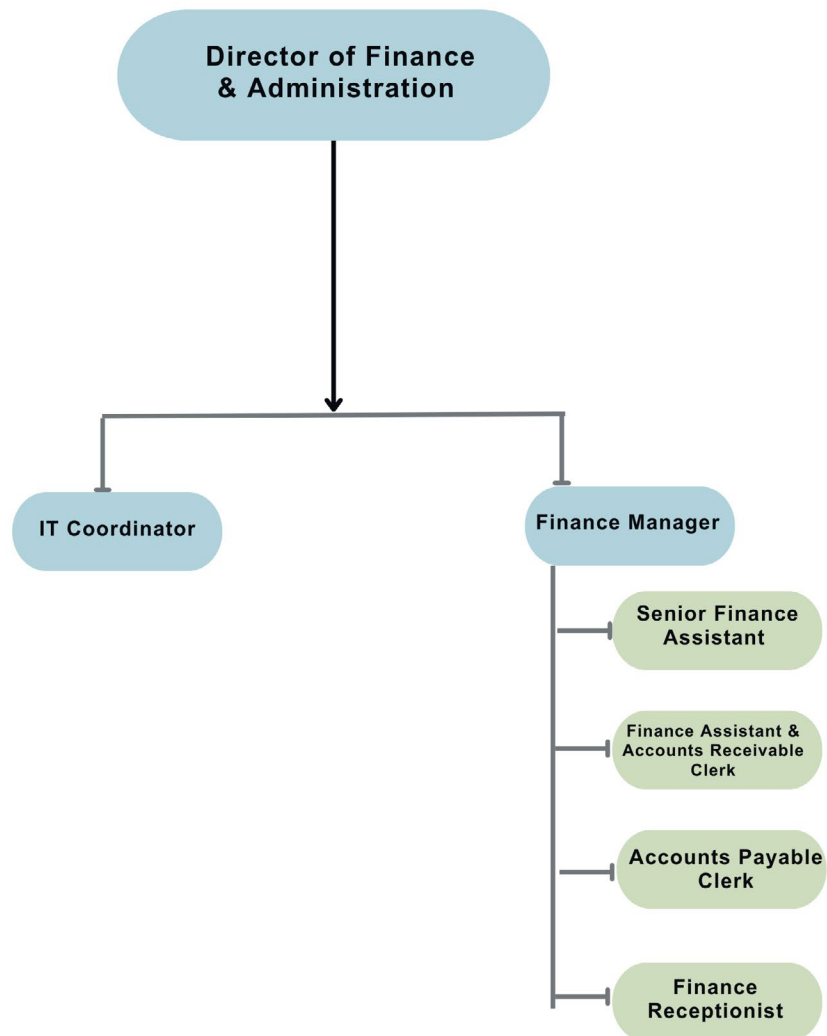 Director of Finance
& Administration
IT Coordinator
Finance Manager
Senior Finance
Assistant
Finance Assistant &
Accounts Receivable
Clerk
Accounts Payable
Clerk
Finance
Receptionist